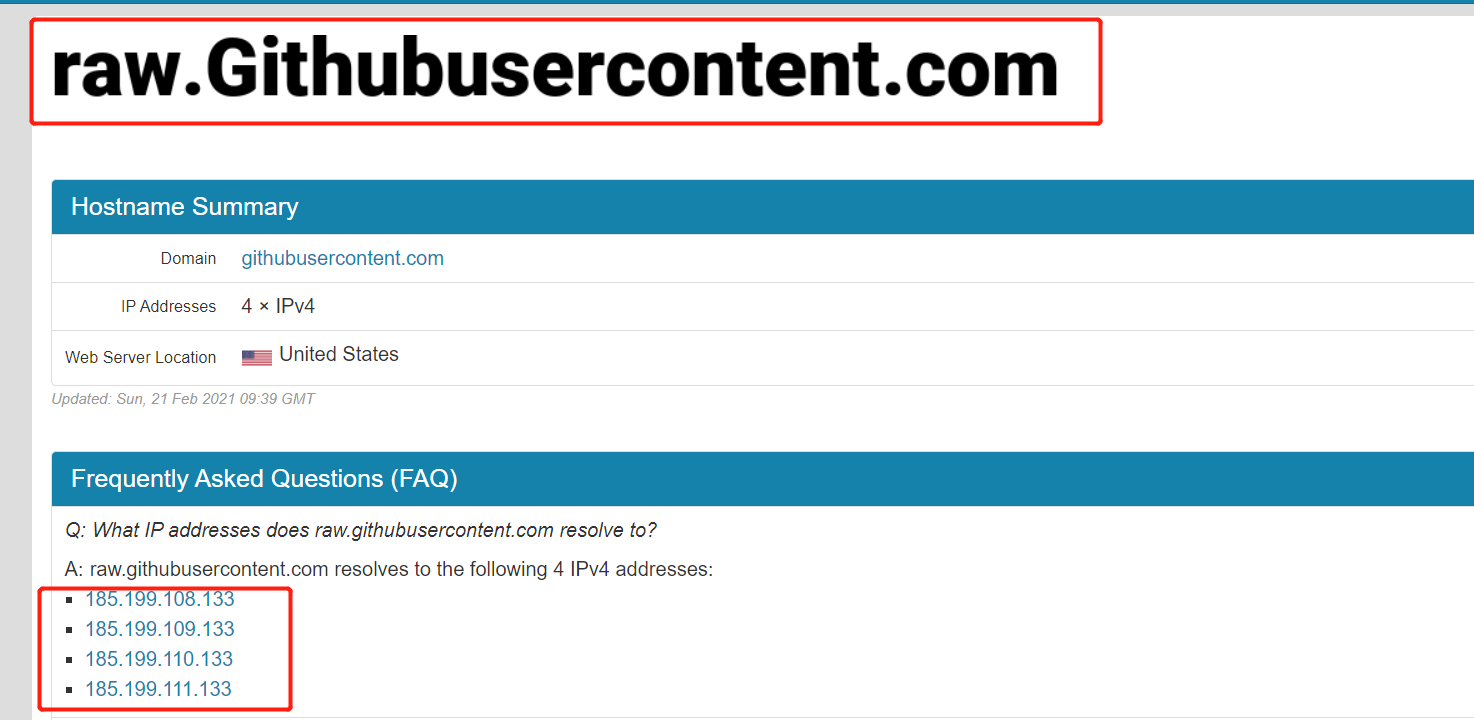 raw.Githubusercontent.com
Hostname Summary
Domain githubusercontent.com
IP Addresses 4 × IPv4
Web Server Location United States
Updated: Sun, 21 Feb 2021 09:39 GMT
Frequently Asked Questions (FAQ)
Q: What IP addresses does raw.githubusercontent.com resolve to?
A: raw.githubusercontent.com resolves to the following 4 IPv4 addresses:
▪ 185.199.108.133
▪ 185.199.109.133
▪ 185.199.110.133
▪ 185.199.111.133